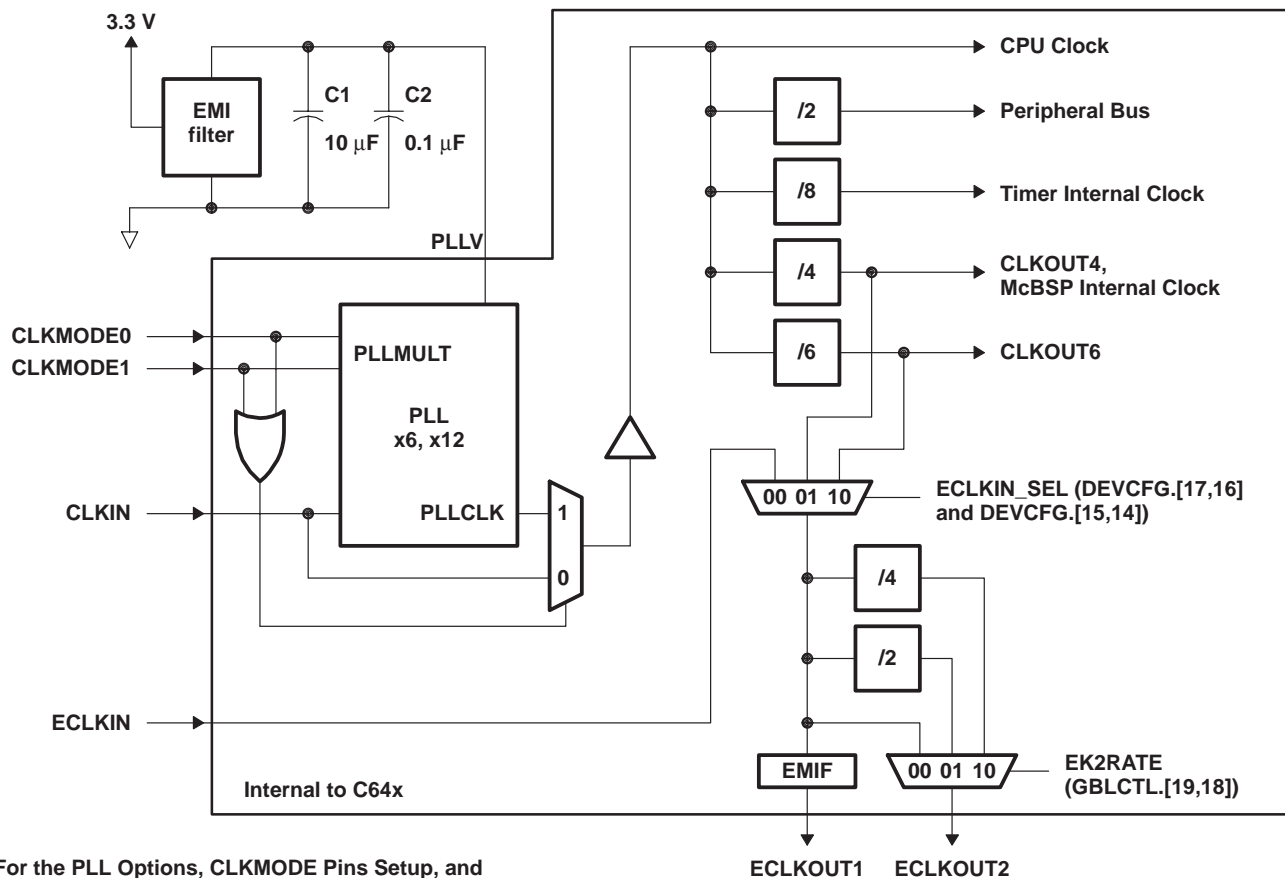 3.3 V
CPU Clock
EMI
filter
C1
10 μF
C2
0.1 μF
/2
Peripheral Bus
/8
Timer Internal Clock
PLLV
/4
CLKOUT4,
McBSP Internal Clock
CLKMODE0
CLKMODE1
PLLMULT
/6
CLKOUT6
PLL
x6, x12
00 01 10
ECLKIN_SEL (DEVCFG.[17,16]
and DEVCFG.[15,14])
CLKIN
PLLCLK
1
0
/4
/2
ECLKIN
EMIF
00 01 10
EK2RATE
(GBLCTL.[19,18])
Internal to C64x
ECLKOUT1
ECLKOUT2
For the PLL Options, CLKMODE Pins Setup, and